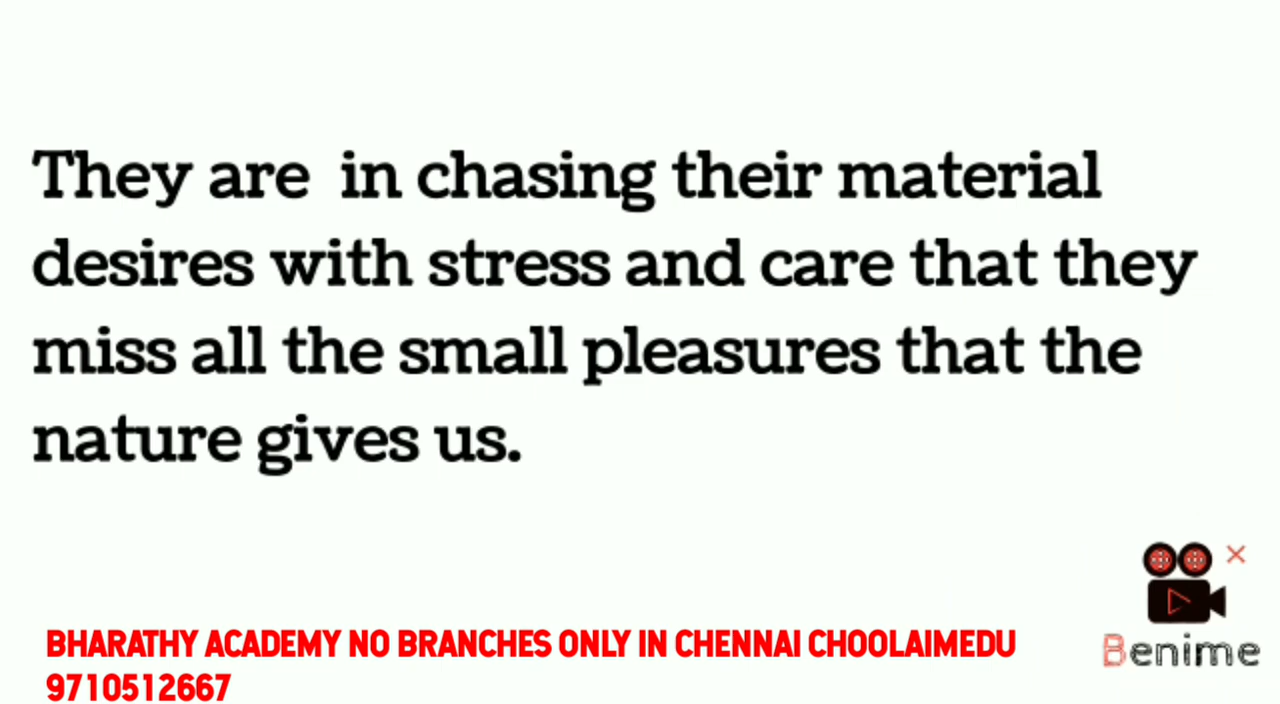 They are in chasing their material
desires with stress and care that they
miss all the small pleasures that the
nature gives us.
BHARATHY ACADEMY NO BRANCHES ONLY IN CHENNAI CHOOLAIMEDU
9710512667
Benime